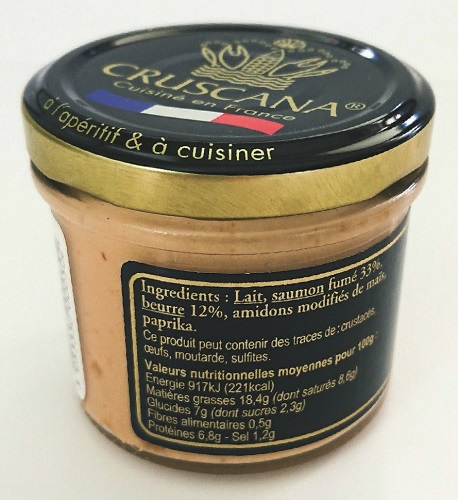 CRUSCANA®
Cuisiné en France
à l'apéritif & à cuisiner
Ingredients : Lait, saumon fumé 33%,
beurre 12%, amidons modifiés de maïs,
paprika.
Ce produit peut contenir des traces de : crustacés,
œufs, moutarde, sulfites.
Valeurs nutritionnelles moyennes pour 100g :
Energie 917kJ (221kcal)
Matières grasses 18,4g (dont saturés 8,6g)
Glucides 7g (dont sucres 2,3g)
Fibres alimentaires 0,5g
Protéines 6,8g - Sel 1,2g